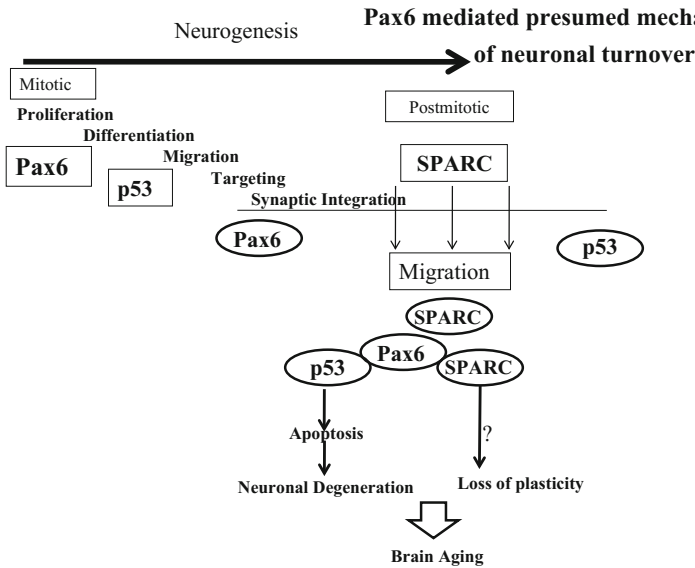 Neurogenesis
Pax6 mediated presumed mecha
of neuronal turnover
Mitotic
Postmitotic
Proliferation
Differentiation
Pax6
Migration
SPARC
p53
Targeting
Synaptic Integration
Pax6
p53
Migration
SPARC
Pax6
p53
SPARC
Apoptosis
?
Neuronal Degeneration
Loss of plasticity
Brain Aging